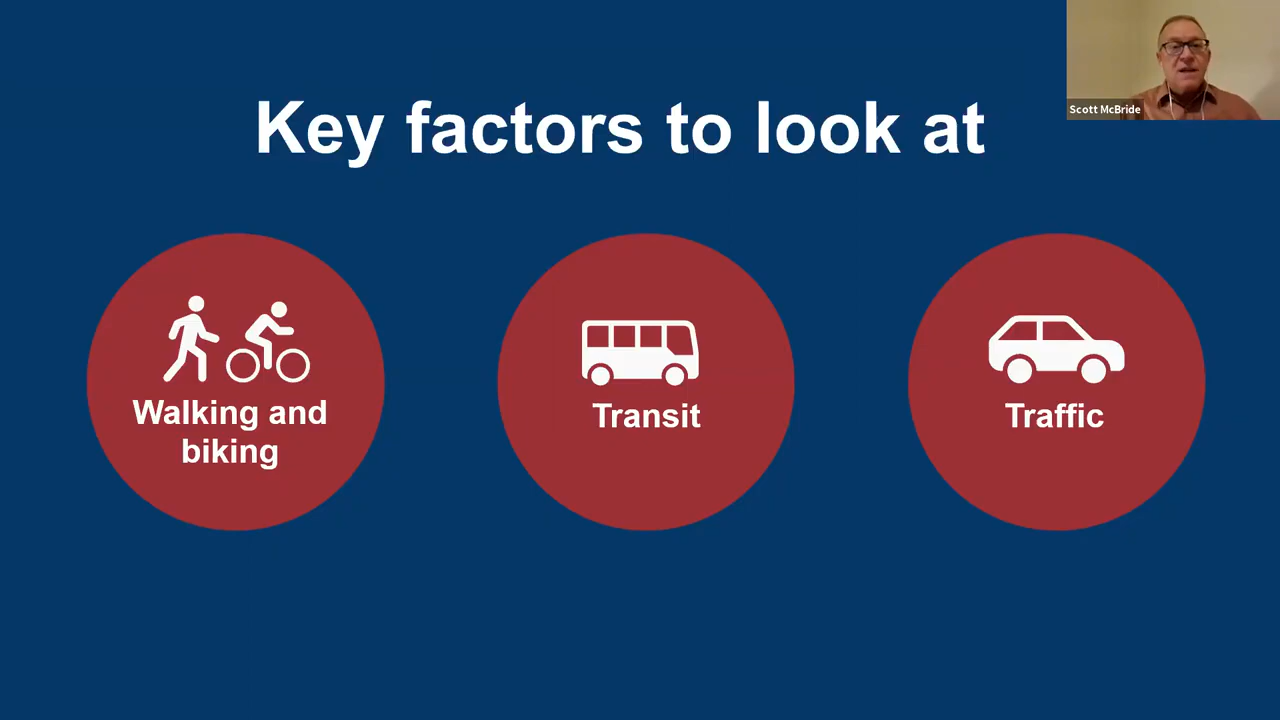 Key factors to look at
Scott McBride
Walking and
biking
Transit
Traffic